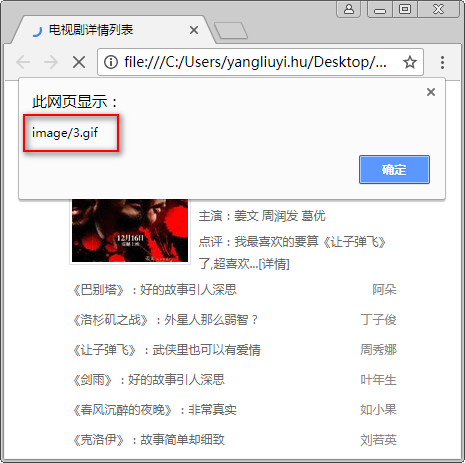 电视剧详情列表
file:///C:/Users/yangliuyi.hu/Desktop/...
此网页显示：
image/3.gif
确定
12月16日
主演：姜文 周润发 葛优
点评：我最喜欢的要算《让子弹飞》
了,超喜欢...[详情]
《巴别塔》：好的故事引人深思 阿朵
《洛杉矶之战》：外星人那么弱智？ 丁子俊
《让子弹飞》：武侠里也可以有爱情 周秀娜
《剑雨》：好的故事引人深思 叶年生
《春风沉醉的夜晚》：非常真实 如小果
《克洛伊》：故事简单却细致 刘若英